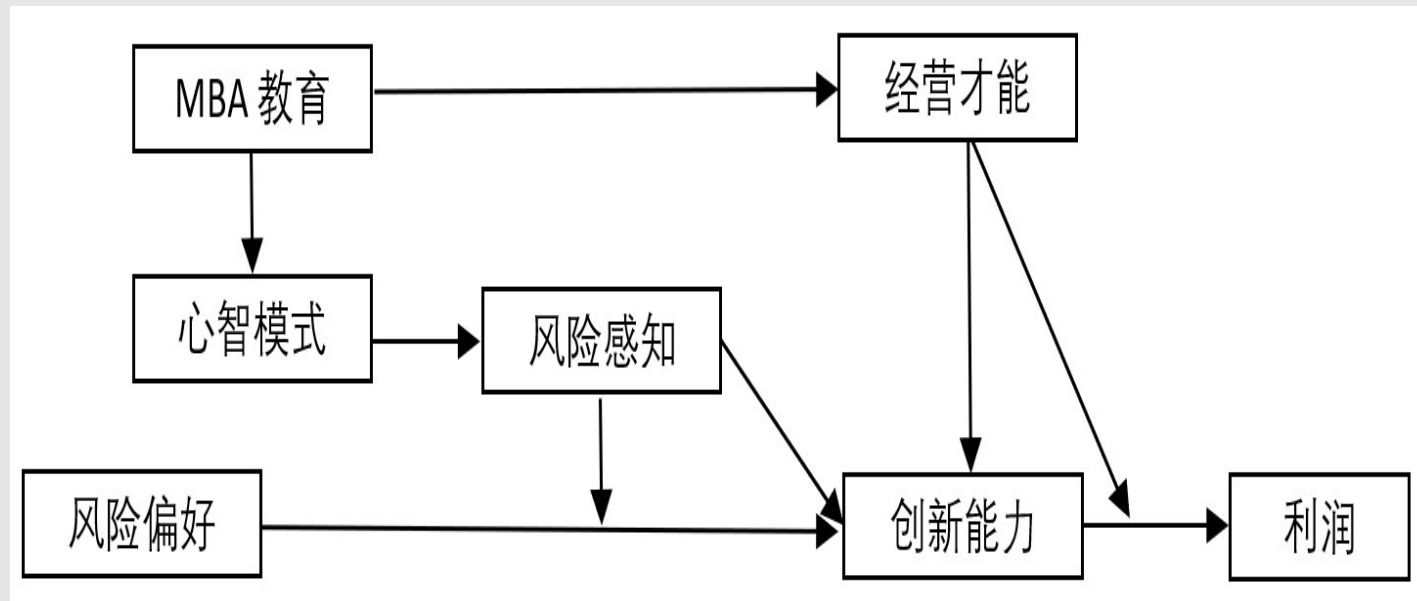 MBA 教育
经营才能
心智模式
风险感知
风险偏好
创新能力
利润